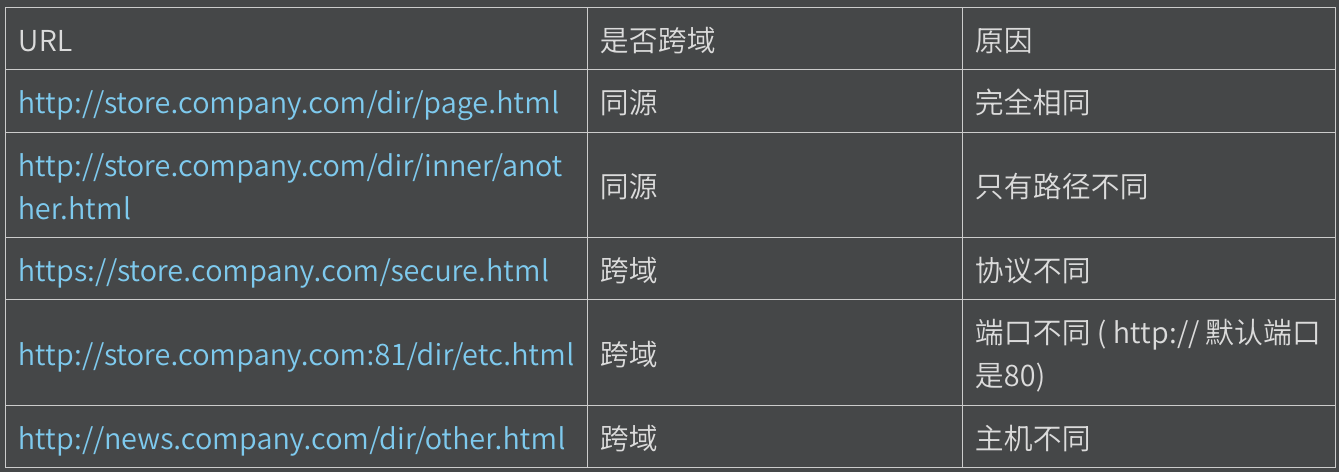 URL 是否跨域 原因
http://store.company.com/dir/page.html 同源 完全相同
http://store.company.com/dir/inner/anot
her.html 同源 只有路径不同
https://store.company.com/secure.html 跨域 协议不同
http://store.company.com:81/dir/etc.html 跨域 端口不同 ( http:// 默认端口
是80)
http://news.company.com/dir/other.html 跨域 主机不同